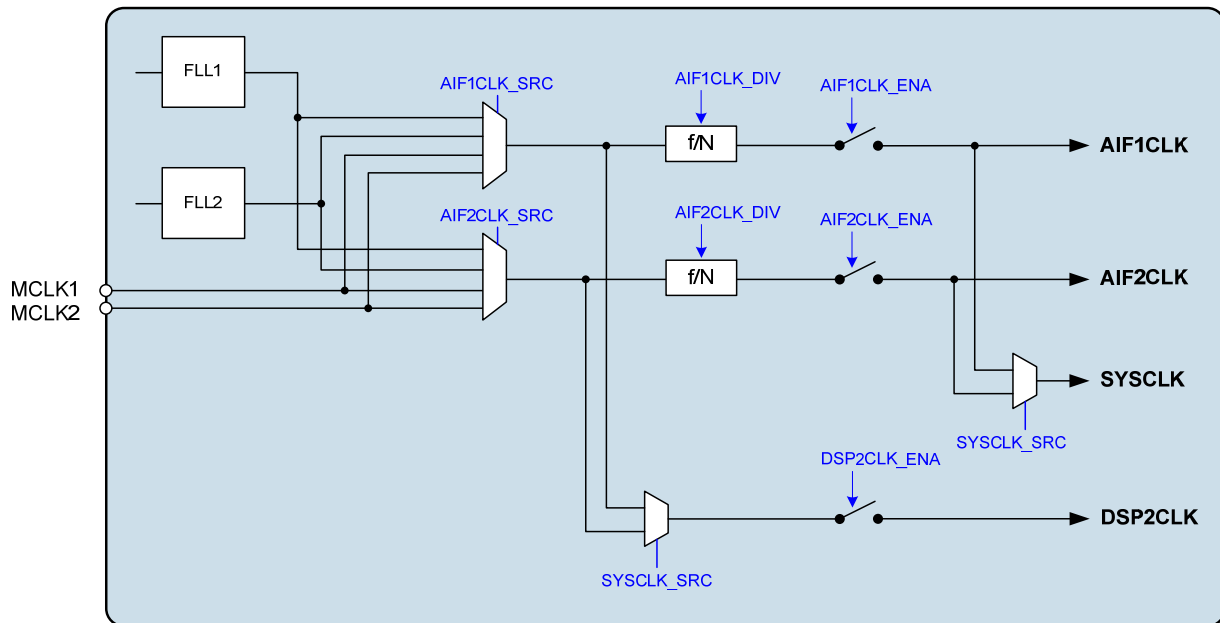 FLL1
AIF1CLK_SRC
AIF1CLK_DIV
AIF1CLK_ENA
f/N
AIF1CLK
FLL2
AIF2CLK_SRC
AIF2CLK_DIV
AIF2CLK_ENA
f/N
AIF2CLK
MCLK1
MCLK2
SYSCLK
SYSCLK_SRC
DSP2CLK_ENA
DSP2CLK
SYSCLK_SRC